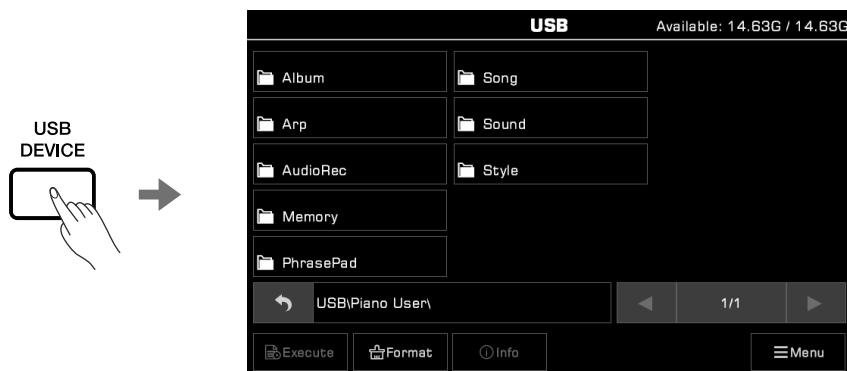 USB
DEVICE
USB Available: 14.63G / 14.63G
Album Song
Arp Sound
AudioRec Style
Memory
PhrasePad
USB\Piano User\ 1/1
Execute Format Info Menu